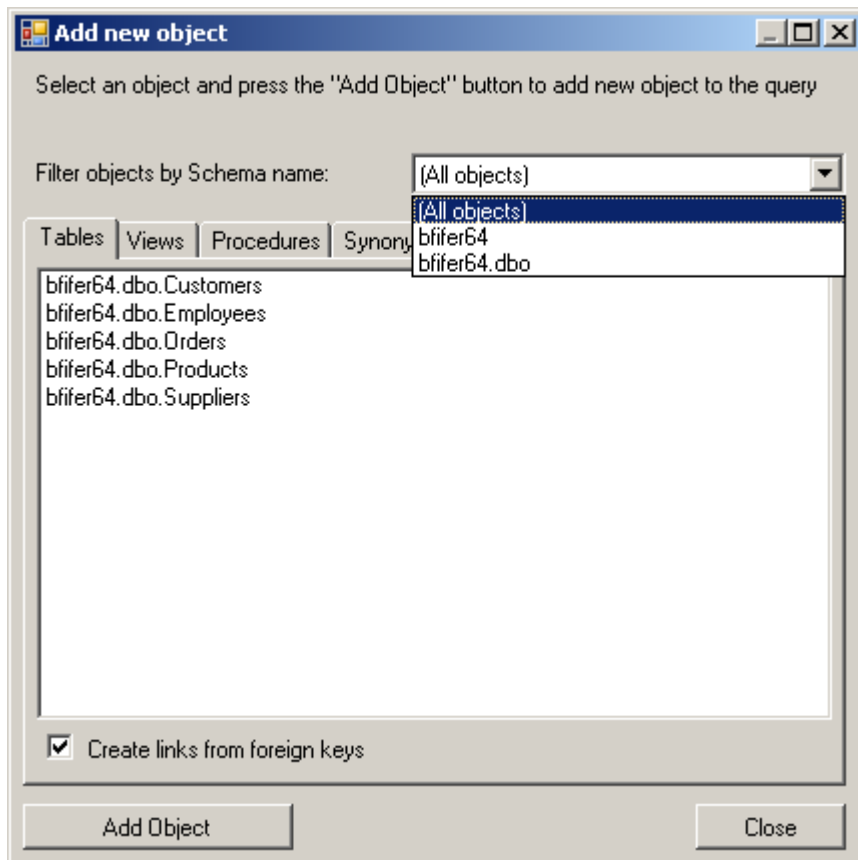 Add new object
Select an object and press the "Add Object" button to add new object to the query
Filter objects by Schema name:
(All objects)
(All objects)
bfifer64
bfifer64.dbo
Tables
Views
Procedures
Synony
bfifer64.dbo.Customers
bfifer64.dbo.Employees
bfifer64.dbo.Orders
bfifer64.dbo.Products
bfifer64.dbo.Suppliers
Create links from foreign keys
Add Object
Close